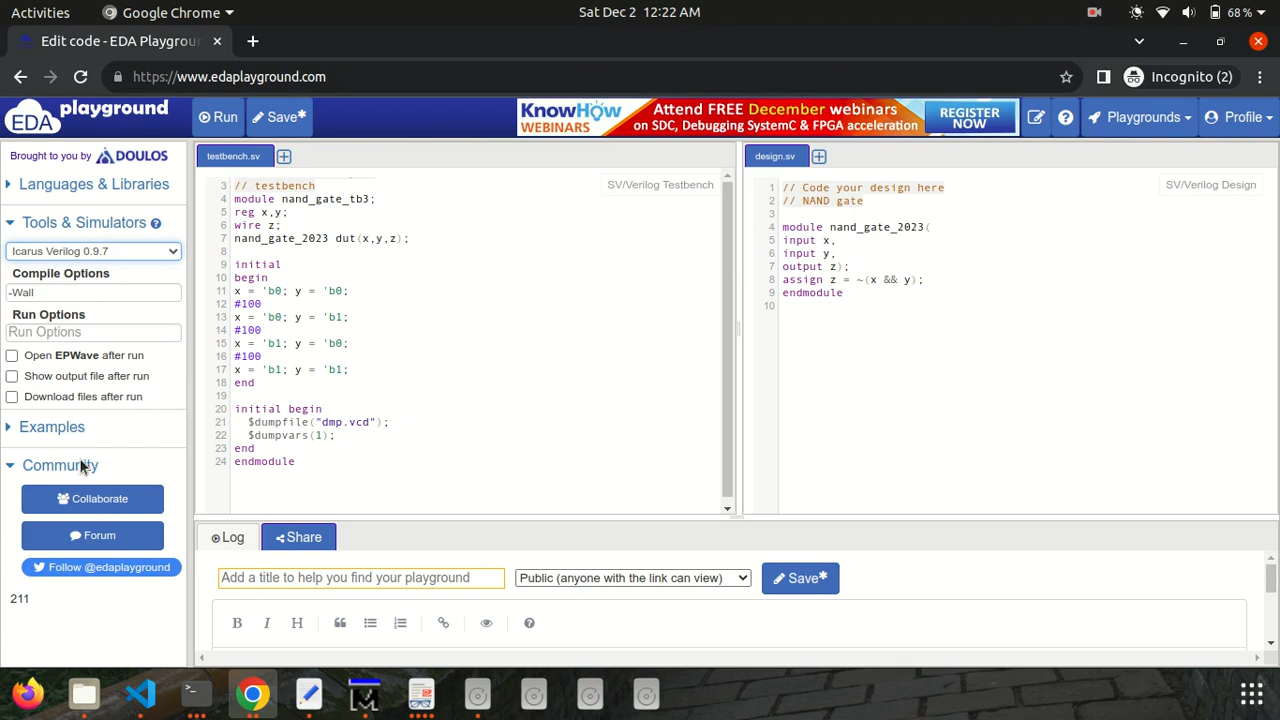 Activities
Google Chrome
Sat Dec 2 12:22 AM
68 %
Edit code - EDA Playgroun
https://www.edaplayground.com
Incognito (2)
EDA playground
Run
Save*
KnowHow WEBINARS
Attend FREE December webinars
on SDC, Debugging SystemC & FPGA acceleration
REGISTER NOW
Playgrounds
Profile
Brought to you by DOULOS
Languages & Libraries
Tools & Simulators
Icarus Verilog 0.9.7
Compile Options
-Wall
Run Options
Run Options
Open EPWave after run
Show output file after run
Download files after run
Examples
Community
Collaborate
Forum
Follow @edaplayground
211
testbench.sv
SV/Verilog Testbench
3 // testbench
4 module nand_gate_tb3;
5 reg x,y;
6 wire z;
7 nand_gate_2023 dut(x,y,z);
8
9 initial
10 begin
11 x = 'b0; y = 'b0;
12 #100
13 x = 'b0; y = 'b1;
14 #100
15 x = 'b1; y = 'b0;
16 #100
17 x = 'b1; y = 'b1;
18 end
19
20 initial begin
21 $dumpfile("dmp.vcd");
22 $dumpvars(1);
23 end
24 endmodule
design.sv
SV/Verilog Design
1 // Code your design here
2 // NAND gate
3
4 module nand_gate_2023(
5 input x,
6 input y,
7 output z);
8 assign z = ~(x && y);
9 endmodule
10
Log
Share
Add a title to help you find your playground
Public (anyone with the link can view)
Save*
B I H